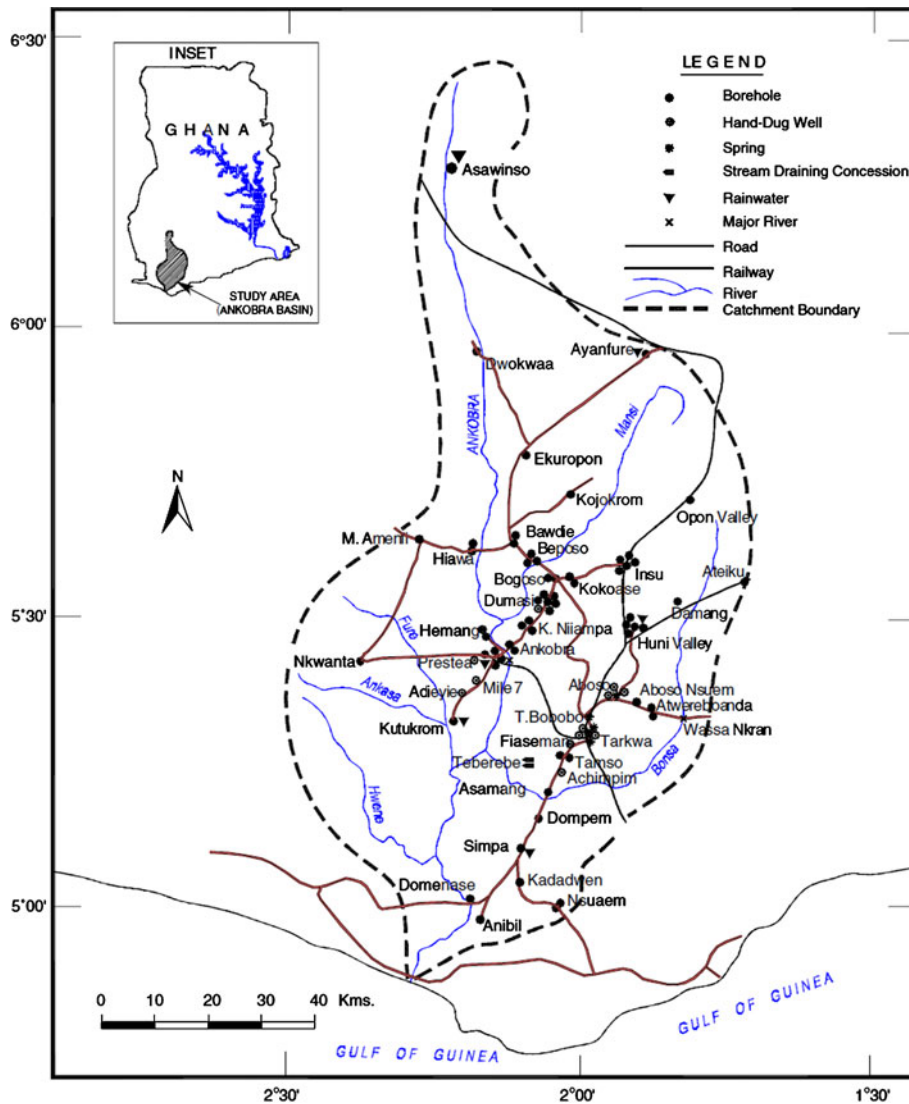 6°30'
INSET
GHANA
STUDY AREA
(ANKOBRA BASIN)
LEGEND
Borehole
Hand-Dug Well
Spring
Stream Draining Concession
Rainwater
Major River
Road
Railway
River
Catchment Boundary
Asawinso
6°00'
Ayanfure
Dwokwaa
ANKOBRA
Mansi
Ekuropon
N
Kojokrom
Opon Valley
M. Amenfi
Bawdie
Beposo
Hiawa
Bogoso
Kokoase
Insu
Ateiku
5°30'
Dumasi
Damang
Furo
Hemang
K. Niiampa
Huni Valley
Ankobra
Nkwanta
Prestea
Ankasa
Adieyie
Mile 7
Aboso
Aboso Nsuem
Atwereboanda
Kutukrom
T.Bobobo
Wassa Nkran
Fiaseman
Tarkwa
Teberebe
Tamso
Bonsa
Achimpim
Asamang
Hweno
Dompem
Simpa
Domenase
Kadadwen
5°00'
Nsuaem
Anibil
0 10 20 30 40 Kms.
GULF OF GUINEA
GULF OF GUINEA
2°30' 2°00' 1°30'